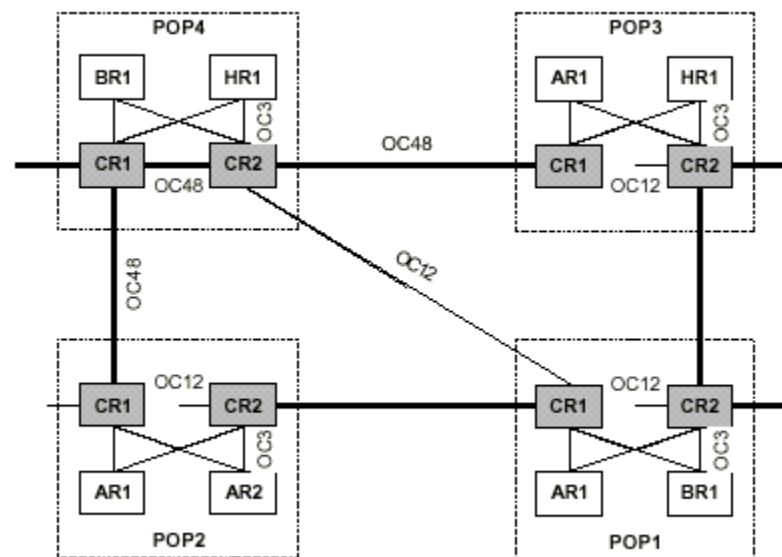 POP4
POP3
BR1
HR1
AR1
HR1
OC3
OC3
OC48
CR1
CR2
CR1
CR2
OC48
OC12
OC48
OC12
OC12
OC12
CR1
CR2
CR1
CR2
OC3
OC3
AR1
AR2
AR1
BR1
POP2
POP1